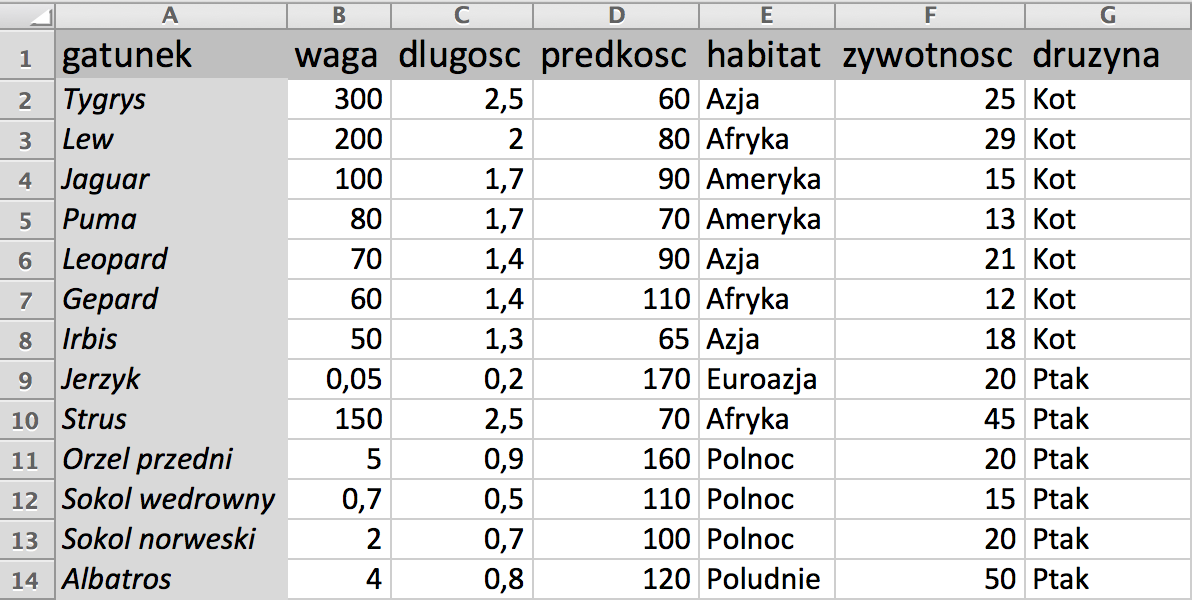 A B C D E F G
1 gatunek waga dlugosc predkosc habitat zywotnosc druzyna
2 Tygrys 300 2,5 60 Azja 25 Kot
3 Lew 200 2 80 Afryka 29 Kot
4 Jaguar 100 1,7 90 Ameryka 15 Kot
5 Puma 80 1,7 70 Ameryka 13 Kot
6 Leopard 70 1,4 90 Azja 21 Kot
7 Gepard 60 1,4 110 Afryka 12 Kot
8 Irbis 50 1,3 65 Azja 18 Kot
9 Jerzyk 0,05 0,2 170 Euroazja 20 Ptak
10 Strus 150 2,5 70 Afryka 45 Ptak
11 Orzel przedni 5 0,9 160 Polnoc 20 Ptak
12 Sokol wedrowny 0,7 0,5 110 Polnoc 15 Ptak
13 Sokol norweski 2 0,7 100 Polnoc 20 Ptak
14 Albatros 4 0,8 120 Poludnie 50 Ptak